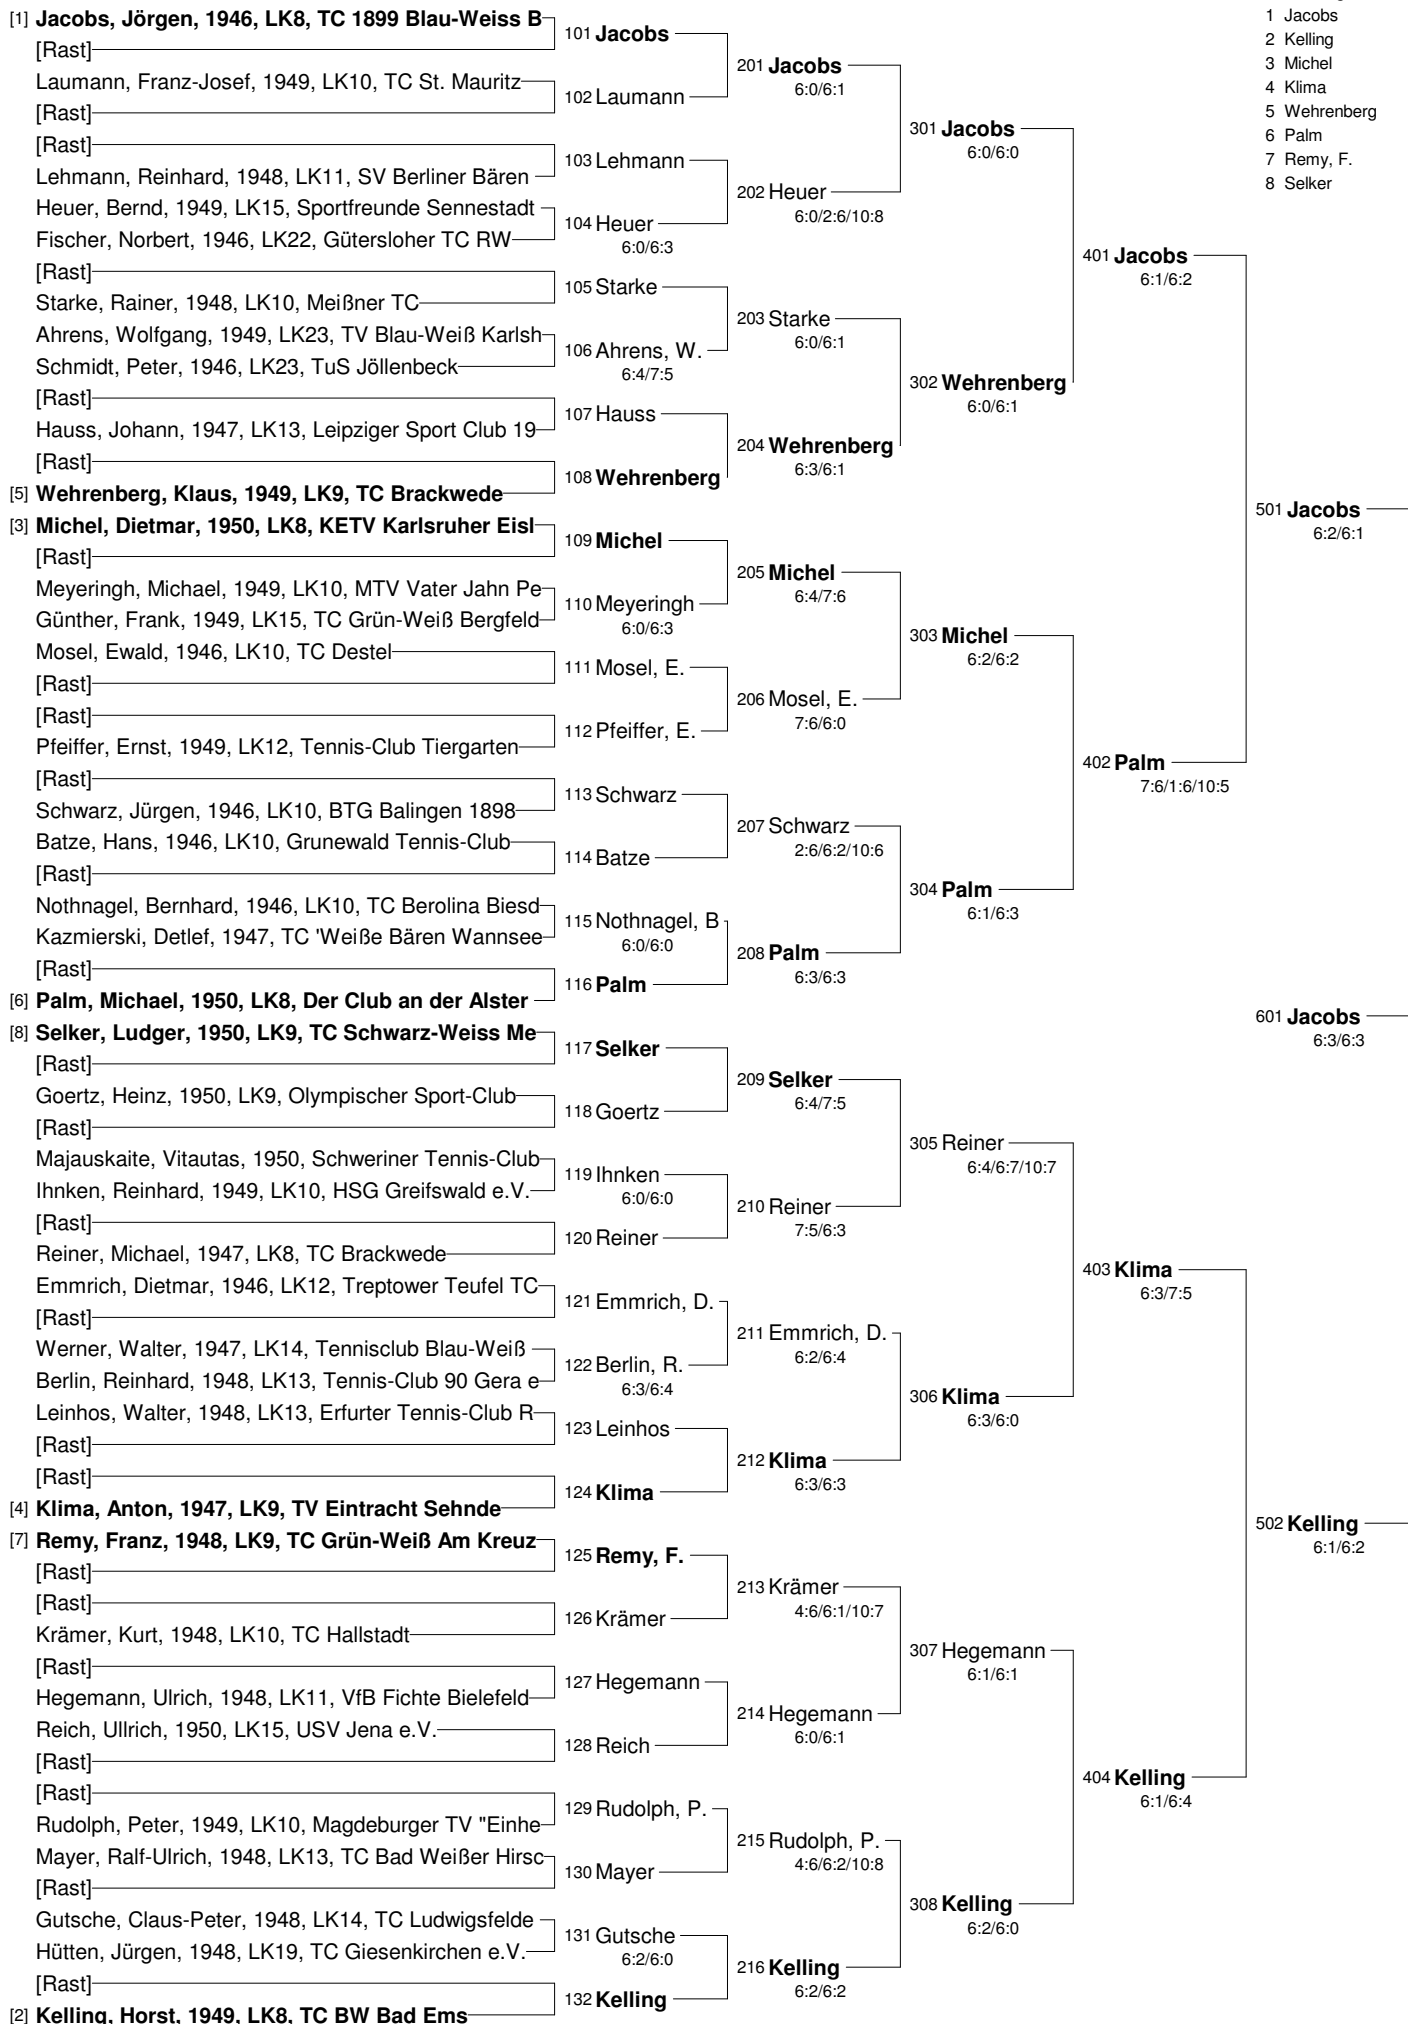 [1] Jacobs, Jörgen, 1946, LK8, TC 1899 Blau-Weiss B
[Rast]
Laumann, Franz-Josef, 1949, LK10, TC St. Mauritz
[Rast]
[Rast]
Lehmann, Reinhard, 1948, LK11, SV Berliner Bären
Heuer, Bernd, 1949, LK15, Sportfreunde Sennestadt
Fischer, Norbert, 1946, LK22, Gütersloher TC RW
[Rast]
Starke, Rainer, 1948, LK10, Meißner TC
Ahrens, Wolfgang, 1949, LK23, TV Blau-Weiß Karlsh
Schmidt, Peter, 1946, LK23, TuS Jöllenbeck
[Rast]
Hauss, Johann, 1947, LK13, Leipziger Sport Club 19
[Rast]
[5] Wehrenberg, Klaus, 1949, LK9, TC Brackwede
[3] Michel, Dietmar, 1950, LK8, KETV Karlsruher Eisl
[Rast]
Meyeringh, Michael, 1949, LK10, MTV Vater Jahn Pe
Günther, Frank, 1949, LK15, TC Grün-Weiß Bergfeld
Mosel, Ewald, 1946, LK10, TC Destel
[Rast]
[Rast]
Pfeiffer, Ernst, 1949, LK12, Tennis-Club Tiergarten
[Rast]
Schwarz, Jürgen, 1946, LK10, BTG Balingen 1898
Batze, Hans, 1946, LK10, Grunewald Tennis-Club
[Rast]
Nothnagel, Bernhard, 1946, LK10, TC Berolina Biesd
Kazmierski, Detlef, 1947, TC 'Weiße Bären Wannsee
[Rast]
[6] Palm, Michael, 1950, LK8, Der Club an der Alster
[8] Selker, Ludger, 1950, LK9, TC Schwarz-Weiss Me
[Rast]
Goertz, Heinz, 1950, LK9, Olympischer Sport-Club
[Rast]
Majauskaite, Vitautas, 1950, Schweriner Tennis-Club
Ihnken, Reinhard, 1949, LK10, HSG Greifswald e.V.
[Rast]
Reiner, Michael, 1947, LK8, TC Brackwede
Emmrich, Dietmar, 1946, LK12, Treptower Teufel TC
[Rast]
Werner, Walter, 1947, LK14, Tennisclub Blau-Weiß
Berlin, Reinhard, 1948, LK13, Tennis-Club 90 Gera e
Leinhos, Walter, 1948, LK13, Erfurter Tennis-Club R
[Rast]
[Rast]
[4] Klima, Anton, 1947, LK9, TV Eintracht Sehnde
[7] Remy, Franz, 1948, LK9, TC Grün-Weiß Am Kreuz
[Rast]
[Rast]
Krämer, Kurt, 1948, LK10, TC Hallstadt
[Rast]
Hegemann, Ulrich, 1948, LK11, VfB Fichte Bielefeld
Reich, Ullrich, 1950, LK15, USV Jena e.V.
[Rast]
[Rast]
Rudolph, Peter, 1949, LK10, Magdeburger TV "Einhe
Mayer, Ralf-Ulrich, 1948, LK13, TC Bad Weißer Hirsc
[Rast]
Gutsche, Claus-Peter, 1948, LK14, TC Ludwigsfelde
Hütten, Jürgen, 1948, LK19, TC Giesenkirchen e.V.
[Rast]
[2] Kelling, Horst, 1949, LK8, TC BW Bad Ems
101 Jacobs
102 Laumann
103 Lehmann
104 Heuer
6:0/6:3
105 Starke
106 Ahrens, W.
6:4/7:5
107 Hauss
108 Wehrenberg
109 Michel
110 Meyeringh
6:0/6:3
111 Mosel, E.
112 Pfeiffer, E.
113 Schwarz
114 Batze
115 Nothnagel, B
6:0/6:0
116 Palm
117 Selker
118 Goertz
119 Ihnken
6:0/6:0
120 Reiner
121 Emmrich, D.
122 Berlin, R.
6:3/6:4
123 Leinhos
124 Klima
125 Remy, F.
126 Krämer
127 Hegemann
128 Reich
129 Rudolph, P.
130 Mayer
131 Gutsche
6:2/6:0
132 Kelling
201 Jacobs
6:0/6:1
202 Heuer
6:0/2:6/10:8
203 Starke
6:0/6:1
204 Wehrenberg
6:3/6:1
205 Michel
6:4/7:6
206 Mosel, E.
7:6/6:0
207 Schwarz
2:6/6:2/10:6
208 Palm
6:3/6:3
209 Selker
6:4/7:5
210 Reiner
7:5/6:3
211 Emmrich, D.
6:2/6:4
212 Klima
6:3/6:3
213 Krämer
4:6/6:1/10:7
214 Hegemann
6:0/6:1
215 Rudolph, P.
4:6/6:2/10:8
216 Kelling
6:2/6:2
301 Jacobs
6:0/6:0
302 Wehrenberg
6:0/6:1
303 Michel
6:2/6:2
304 Palm
6:1/6:3
305 Reiner
6:4/6:7/10:7
306 Klima
6:3/6:0
307 Hegemann
6:1/6:1
308 Kelling
6:2/6:0
401 Jacobs
6:1/6:2
402 Palm
7:6/1:6/10:5
403 Klima
6:3/7:5
404 Kelling
6:1/6:4
1 Jacobs
2 Kelling
3 Michel
4 Klima
5 Wehrenberg
6 Palm
7 Remy, F.
8 Selker
501 Jacobs
6:2/6:1
601 Jacobs
6:3/6:3
502 Kelling
6:1/6:2